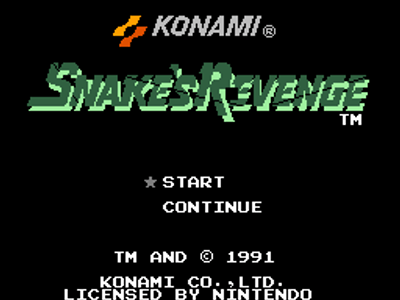 KONAMI®
SNAKE'S REVENGE
TM
START
CONTINUE
TM AND © 1991
KONAMI CO.,LTD.
LICENSED BY NINTENDO